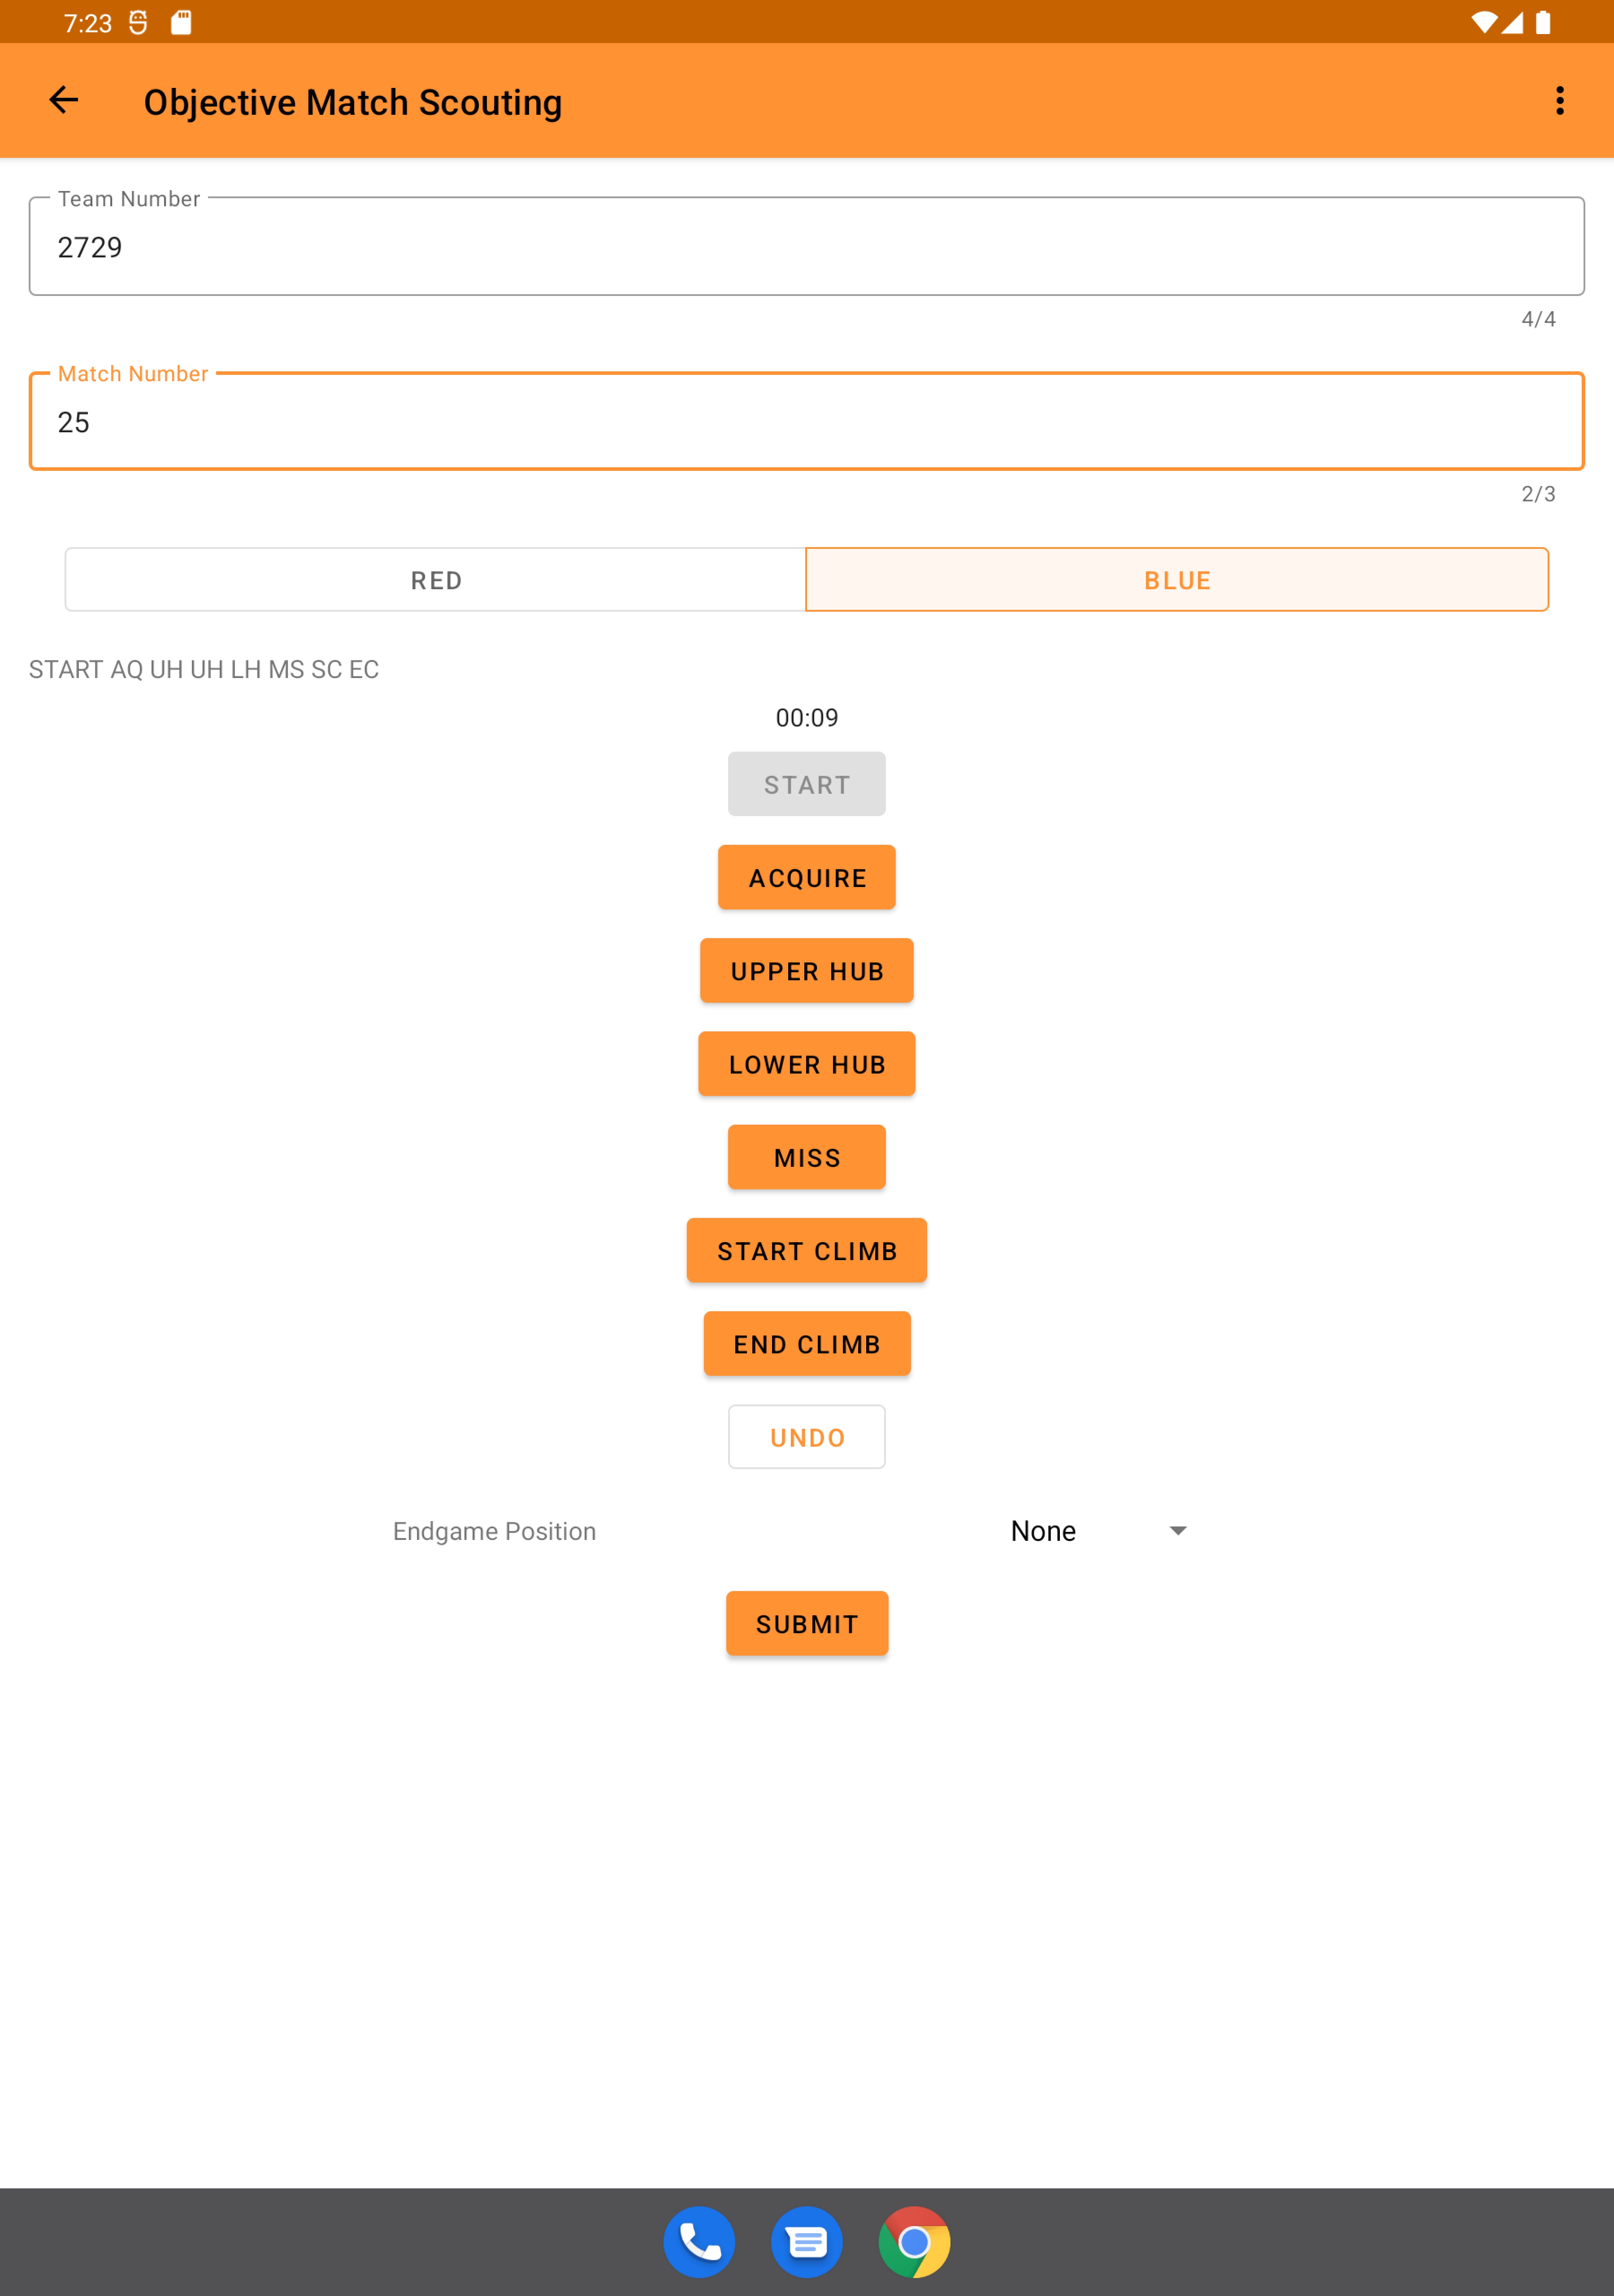 7:23
Objective Match Scouting
Team Number
2729
4/4
Match Number
25
2/3
RED BLUE
START AQ UH UH LH MS SC EC
00:09
START
ACQUIRE
UPPER HUB
LOWER HUB
MISS
START CLIMB
END CLIMB
UNDO
Endgame Position None
SUBMIT